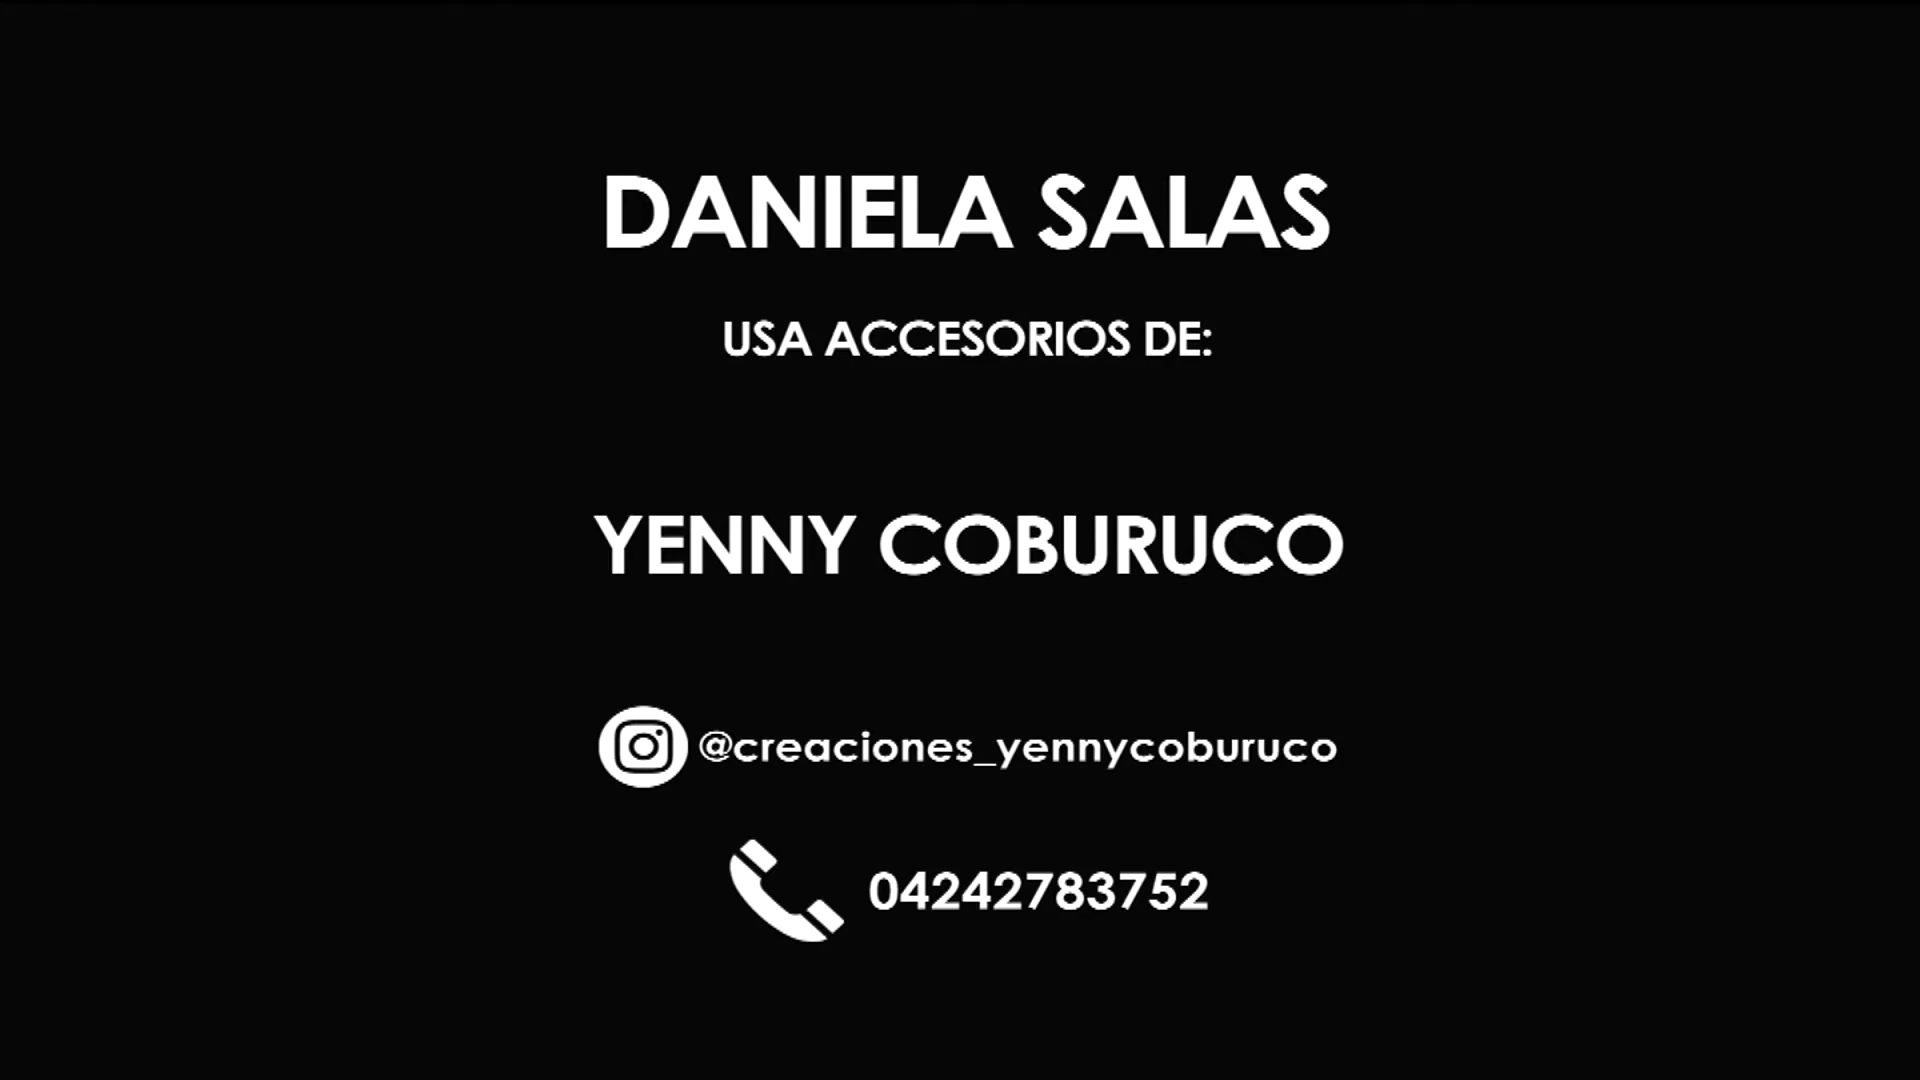 DANIELA SALAS
USA ACCESORIOS DE:
YENNY COBURUCO
@creaciones_yennycoburuco
04242783752